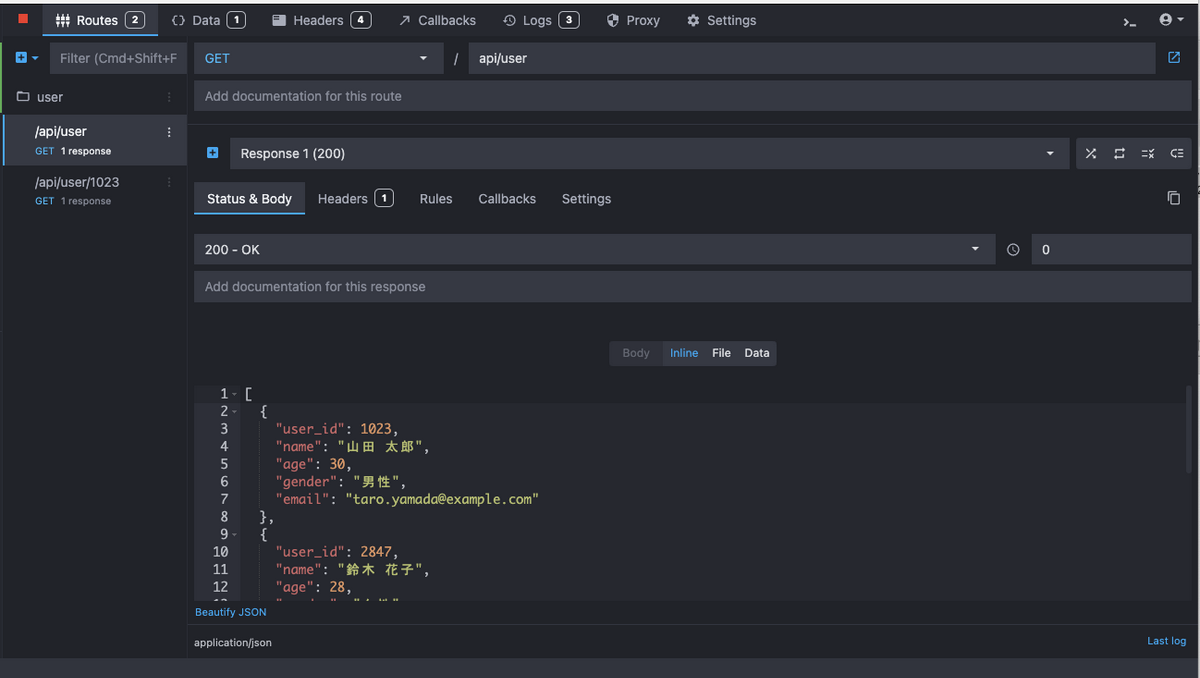 Routes 2 Data 1 Headers 4 Callbacks Logs 3 Proxy Settings
Filter (Cmd+Shift+F
GET / api/user
Add documentation for this route
user
/api/user
GET 1 response
/api/user/1023
GET 1 response
Response 1 (200)
Status & Body Headers 1 Rules Callbacks Settings
200 - OK 0
Add documentation for this response
Body Inline File Data
1 [
2 {
3 "user_id": 1023,
4 "name": "山田 太郎",
5 "age": 30,
6 "gender": "男性",
7 "email": "taro.yamada@example.com"
8 },
9 {
10 "user_id": 2847,
11 "name": "鈴木 花子",
12 "age": 28,
Beautify JSON
application/json
Last log